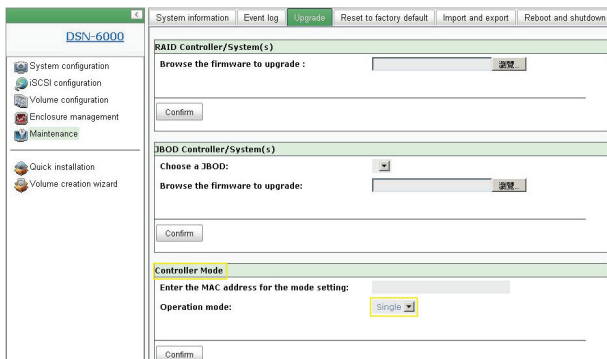 DSN-6000
System configuration
iSCSI configuration
Volume configuration
Enclosure management
Maintenance
Quick installation
Volume creation wizard
System information Event log Upgrade Reset to factory default Import and export Reboot and shutdown
RAID Controller/System(s)
Browse the firmware to upgrade : 瀏覽...
Confirm
JBOD Controller/System(s)
Choose a JBOD:
Browse the firmware to upgrade: 瀏覽...
Confirm
Controller Mode
Enter the MAC address for the mode setting:
Operation mode: Single
Confirm